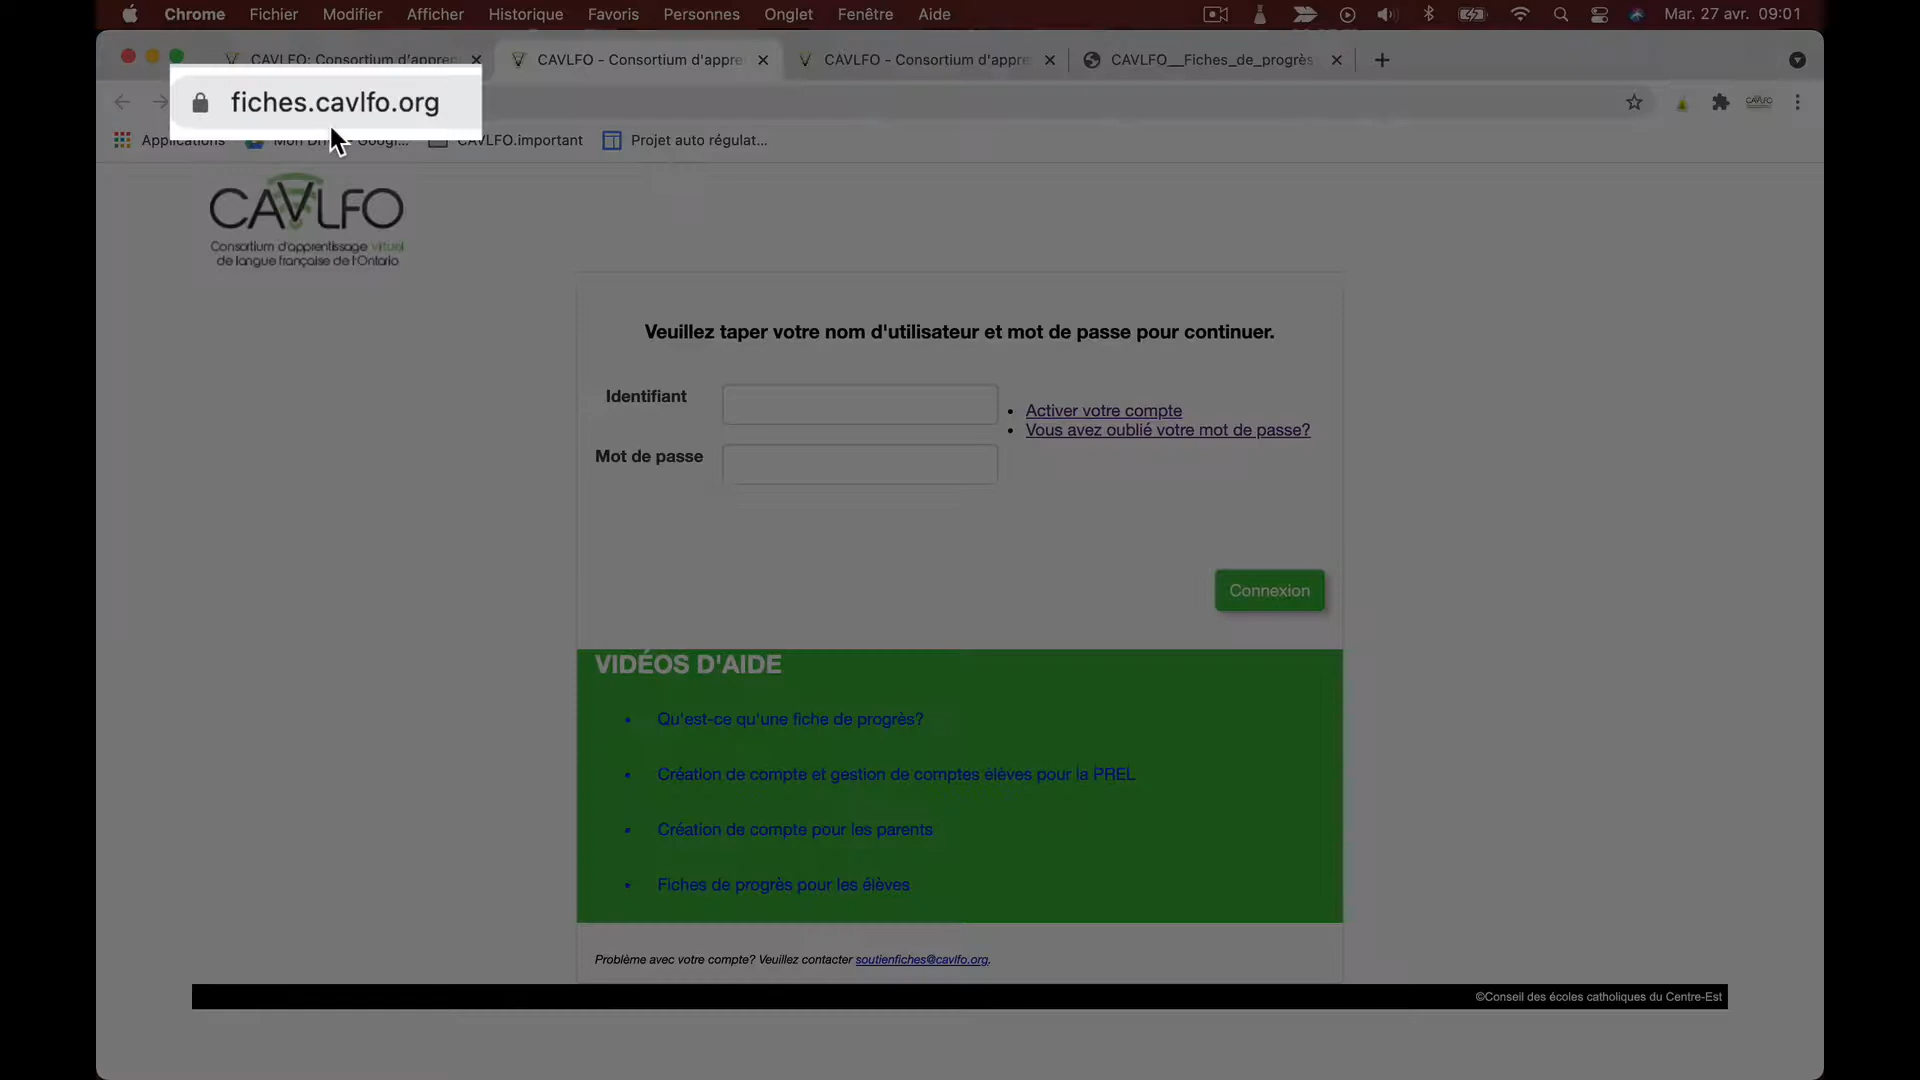 Chrome Fichier Modifier Afficher Historique Favoris Personnes Onglet Fenêtre Aide Mar. 27 avr. 09:01
CAVLFO: Consortium d'appren CAVLFO - Consortium d'appre CAVLFO - Consortium d'appre CAVLFO__Fiches_de_progrès
fiches.cavlfo.org
Applications Mon CAVLFO.important Projet auto régulat...
CAVLFO
Consortium d'apprentissage virtuel
de langue française de l'Ontario
Veuillez taper votre nom d'utilisateur et mot de passe pour continuer.
Identifiant
Activer votre compte
Vous avez oublié votre mot de passe?
Mot de passe
Connexion
VIDÉOS D'AIDE
Qu'est-ce qu'une fiche de progrès?
Création de compte et gestion de comptes élèves pour la PREL
Création de compte pour les parents
Fiches de progrès pour les élèves
Problème avec votre compte? Veuillez contacter soutienfiches@cavlfo.org.
©Conseil des écoles catholiques du Centre-Est